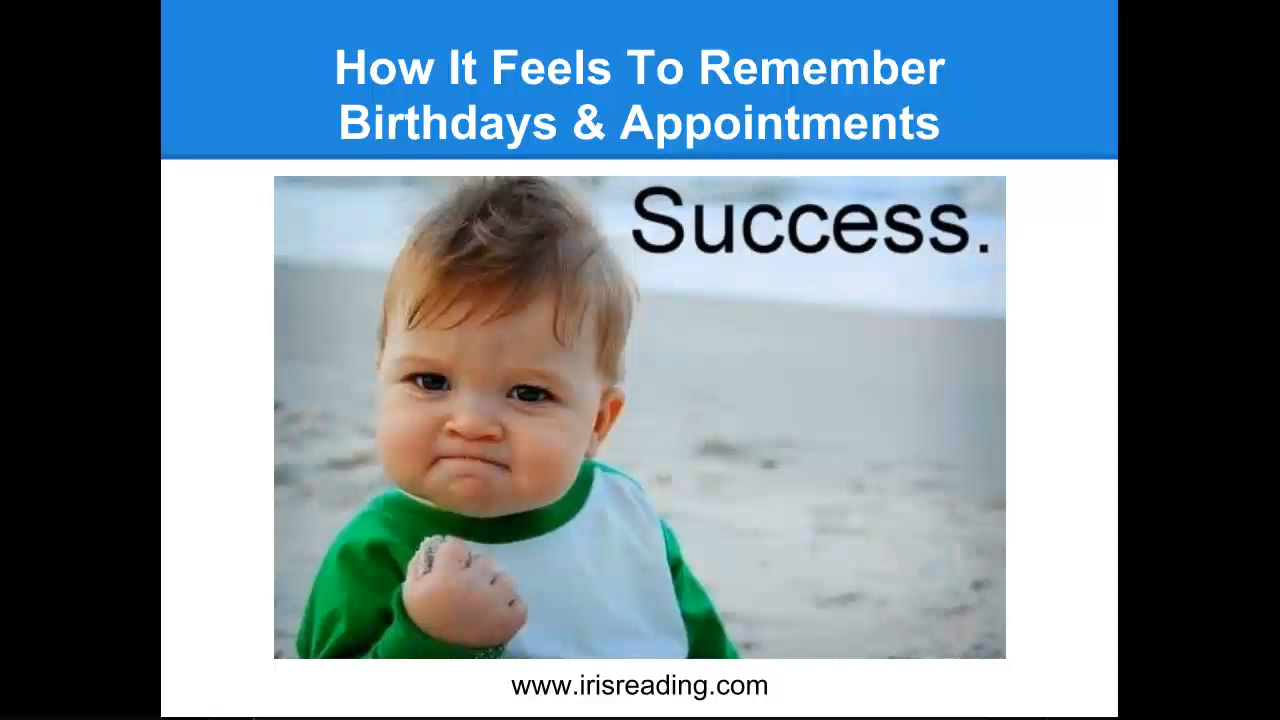 How It Feels To Remember
Birthdays & Appointments
Success.
www.irisreading.com